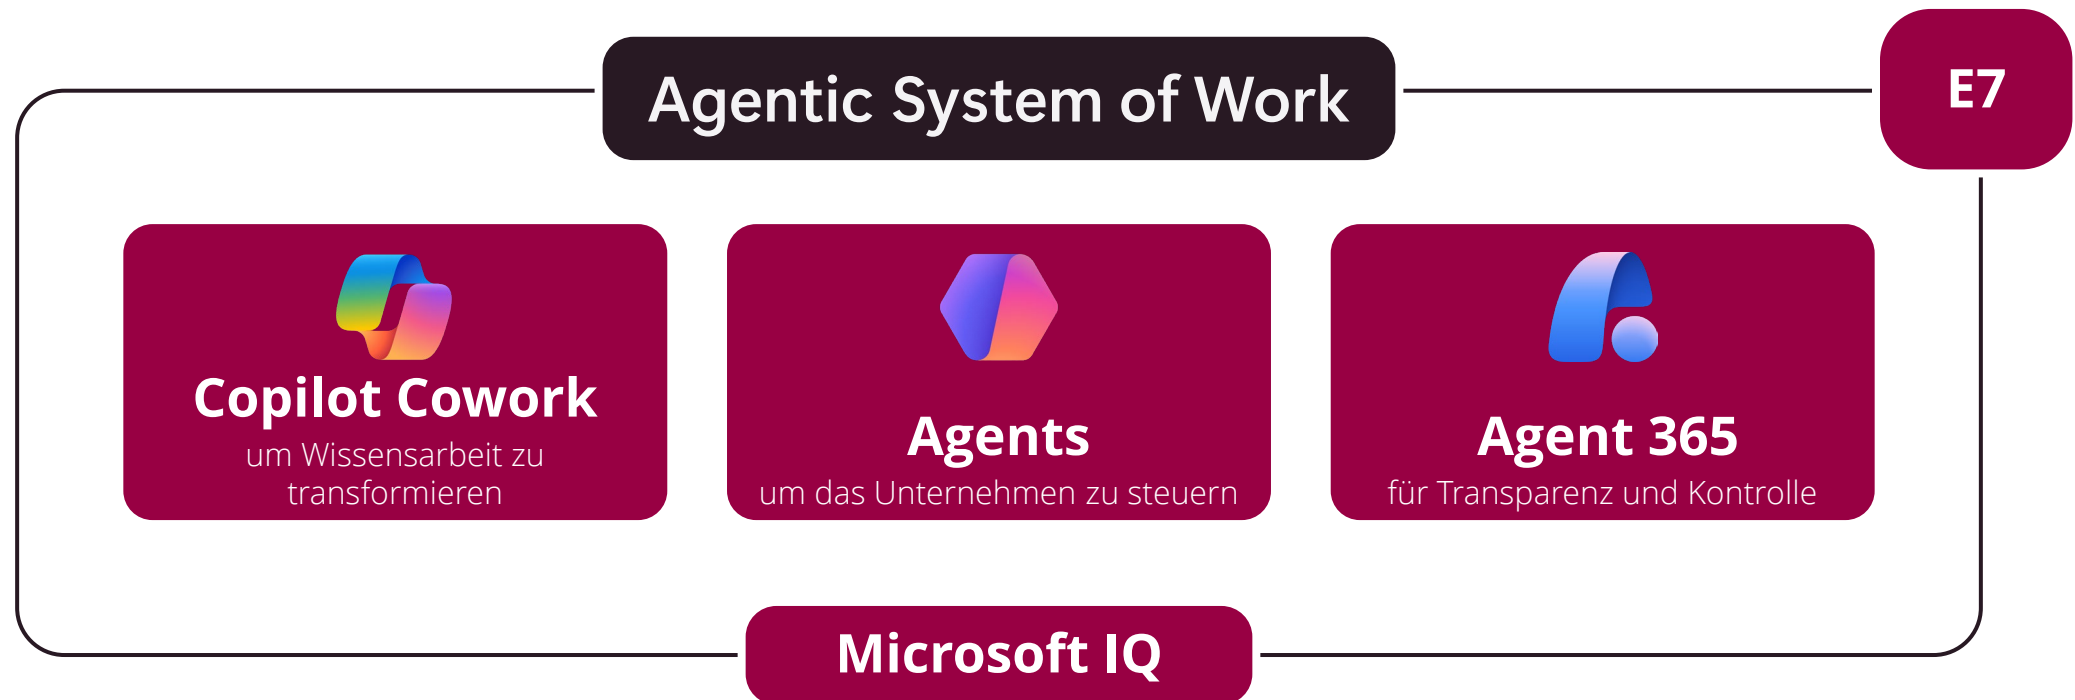 Agentic System of Work
E7
Copilot Cowork
um Wissensarbeit zu
transformieren
Agents
um das Unternehmen zu steuern
Agent 365
für Transparenz und Kontrolle
Microsoft IQ